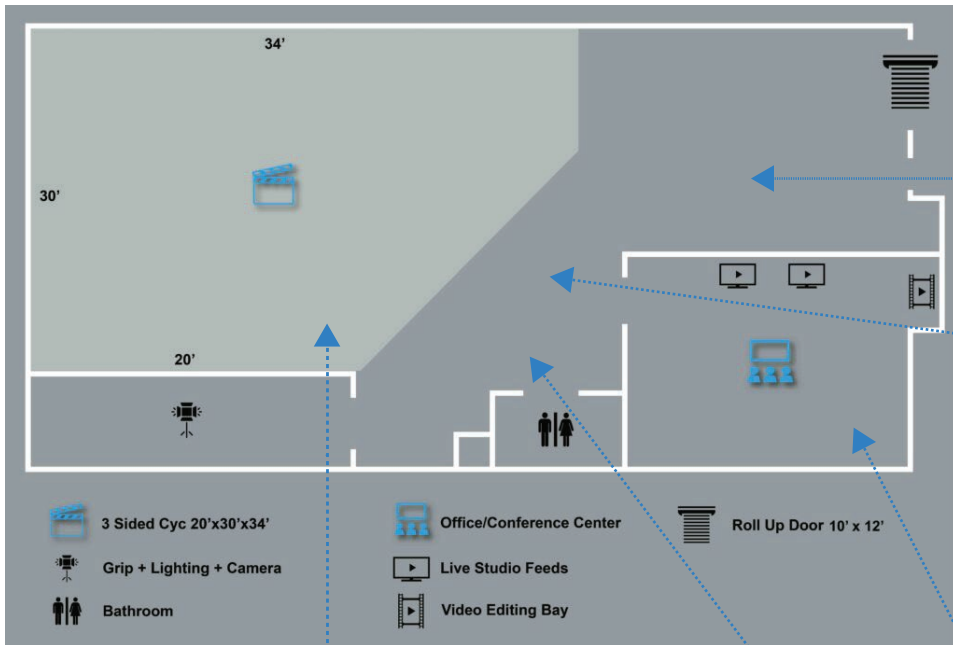 34’
30’
20’
3 Sided Cyc 20’x30’x34’
Office/Conference Center
Roll Up Door 10’ x 12’
Grip + Lighting + Camera
Live Studio Feeds
Bathroom
Video Editing Bay